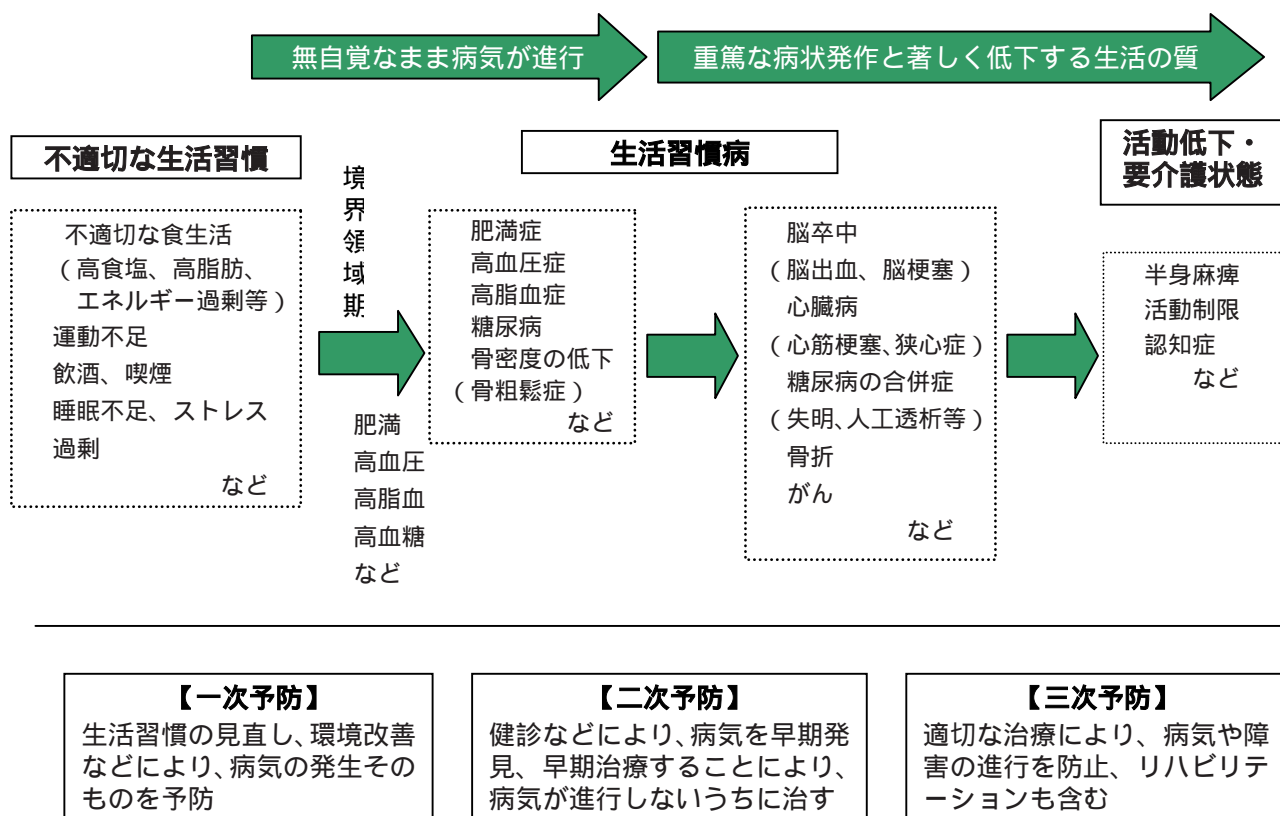 無自覚なまま病気が進行
重篤な病状発作と著しく低下する生活の質
不適切な生活習慣
不適切な食生活
（高食塩、高脂肪、
エネルギー過剰等）
運動不足
飲酒、喫煙
睡眠不足、ストレス
過剰
など
境界領域期
肥満
高血圧
高脂血
高血糖
など
生活習慣病
肥満症
高血圧症
高脂血症
糖尿病
骨密度の低下
（骨粗鬆症）
など
脳卒中
（脳出血、脳梗塞）
心臓病
（心筋梗塞、狭心症）
糖尿病の合併症
（失明、人工透析等）
骨折
がん
など
活動低下・
要介護状態
半身麻痺
活動制限
認知症
など
【一次予防】
生活習慣の見直し、環境改善
などにより、病気の発生その
ものを予防
【二次予防】
健診などにより、病気を早期発
見、早期治療することにより、
病気が進行しないうちに治す
【三次予防】
適切な治療により、病気や障
害の進行を防止、リハビリテ
ーションも含む